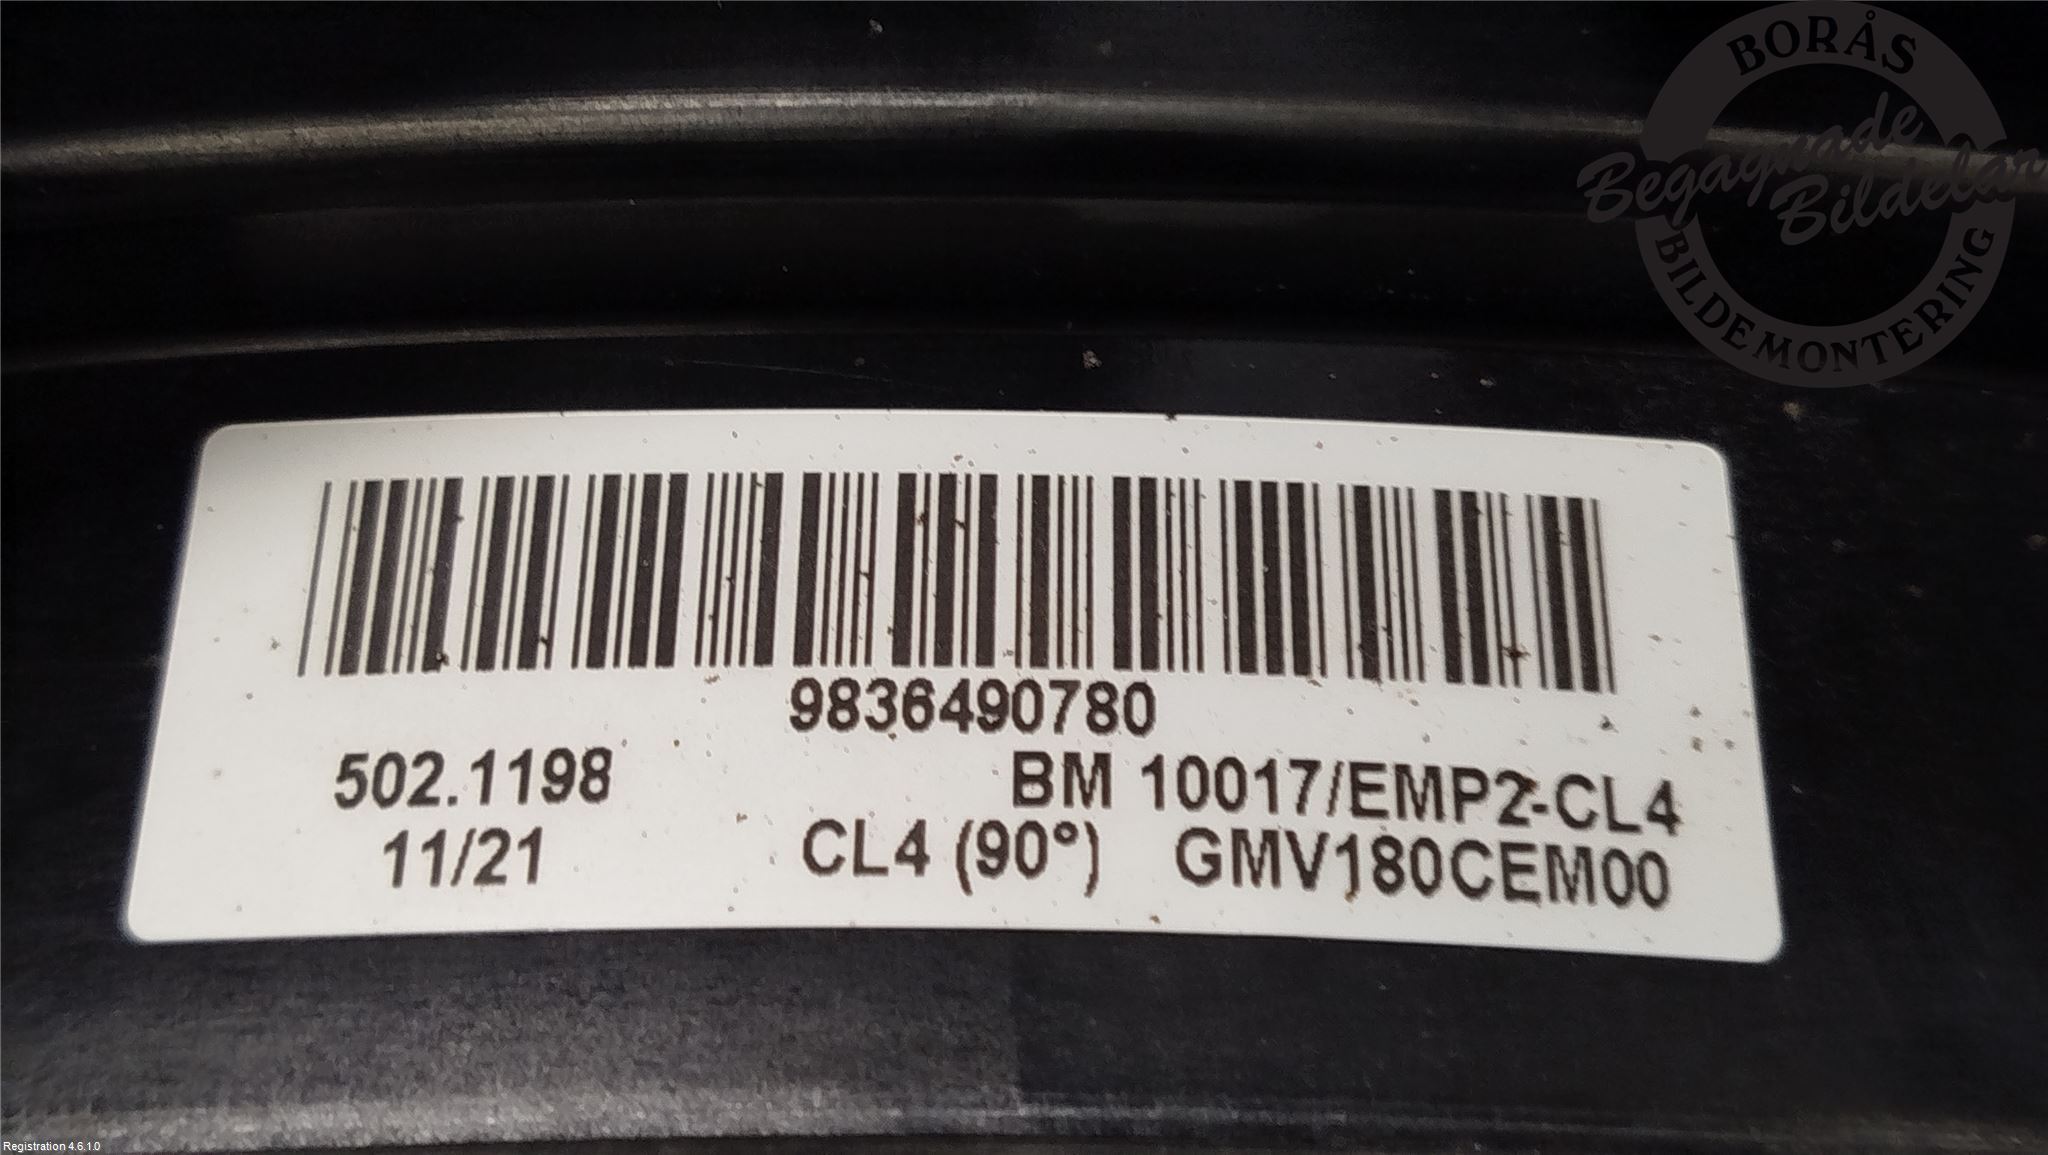 BORÅS
Begagnade
Bildelar
BILDEMONTERING
9836490780
502.1198
BM 10017/EMP2-CL4
11/21
CL4 (90°)
GMV180CEM00
Registration 4.6.1.0